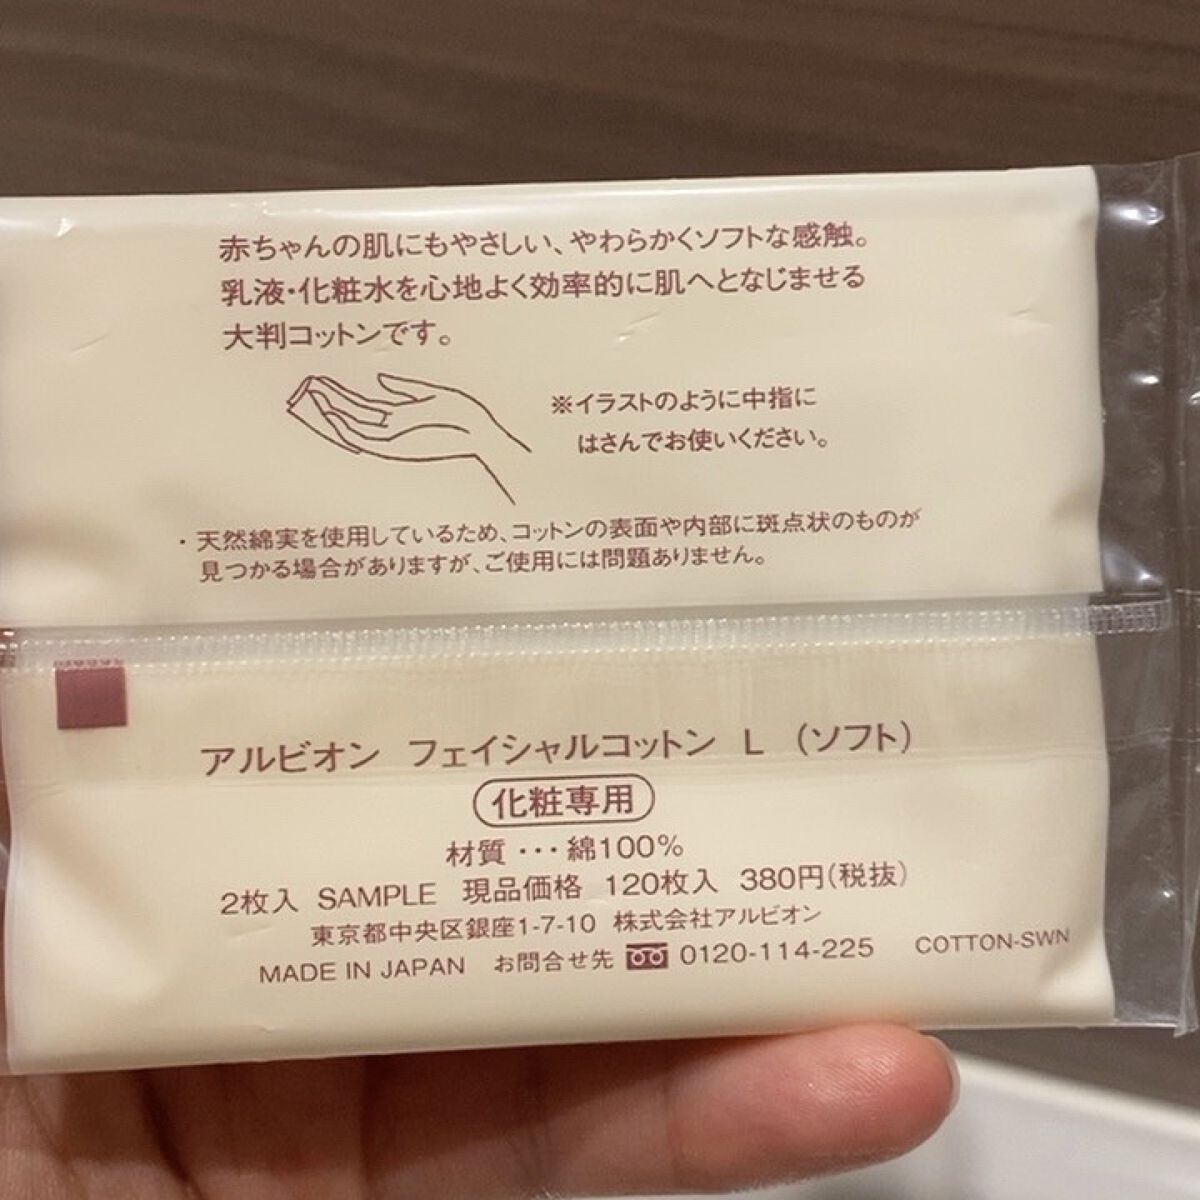 赤ちゃんの肌にもやさしい、やわらかくソフトな感触。
乳液・化粧水を心地よく効率的に肌へとなじませる
大判コットンです。
※イラストのように中指に
はさんでお使いください。
・天然綿実を使用しているため、コットンの表面や内部に斑点状のものが
見つかる場合がありますが、ご使用には問題ありません。
アルビオン フェイシャルコットン L （ソフト）
化粧専用
材質・・・綿100%
2枚入 SAMPLE 現品価格 120枚入 380円（税抜）
東京都中央区銀座1-7-10 株式会社アルビオン
MADE IN JAPAN お問合せ先 0120-114-225 COTTON-SWN